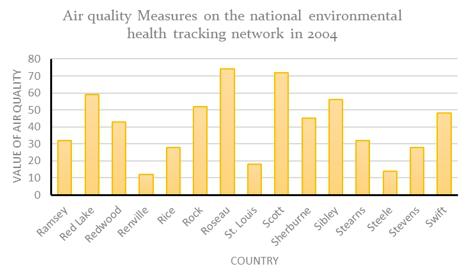 Air quality Measures on the national environmental
health tracking network in 2004
VALUE OF AIR QUALITY
80
70
60
50
40
30
20
10
0
Ramsey
Red Lake
Redwood
Renville
Rice
Rock
Roseau
St. Louis
Scott
Sherburne
Sibley
Stearns
Steele
Stevens
Swift
COUNTRY